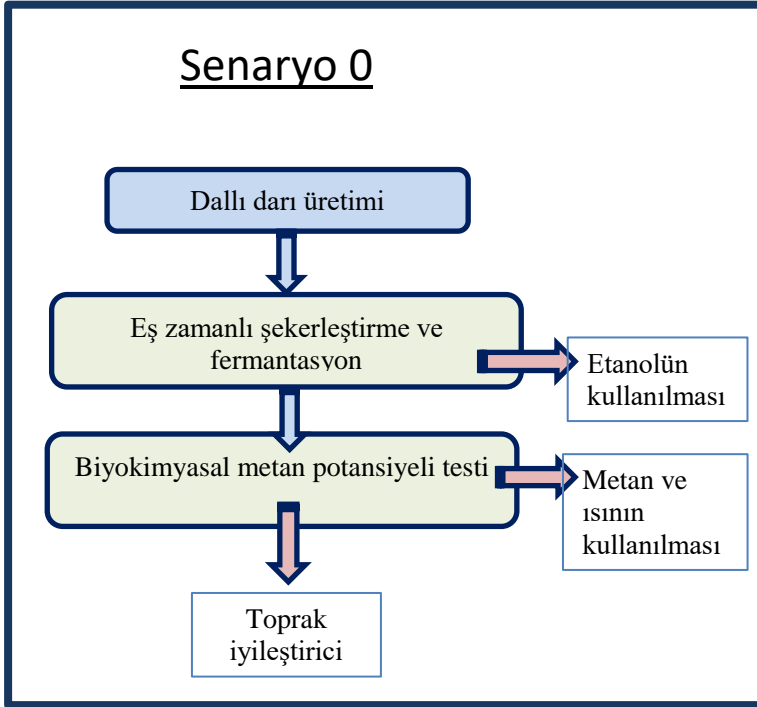 Senaryo 0
Dallı darı üretimi
Eş zamanlı şekerleştirme ve
fermantasyon
Etanolün
kullanılması
Biyokimyasal metan potansiyeli testi
Metan ve
ısının
kullanılması
Toprak
iyileştirici